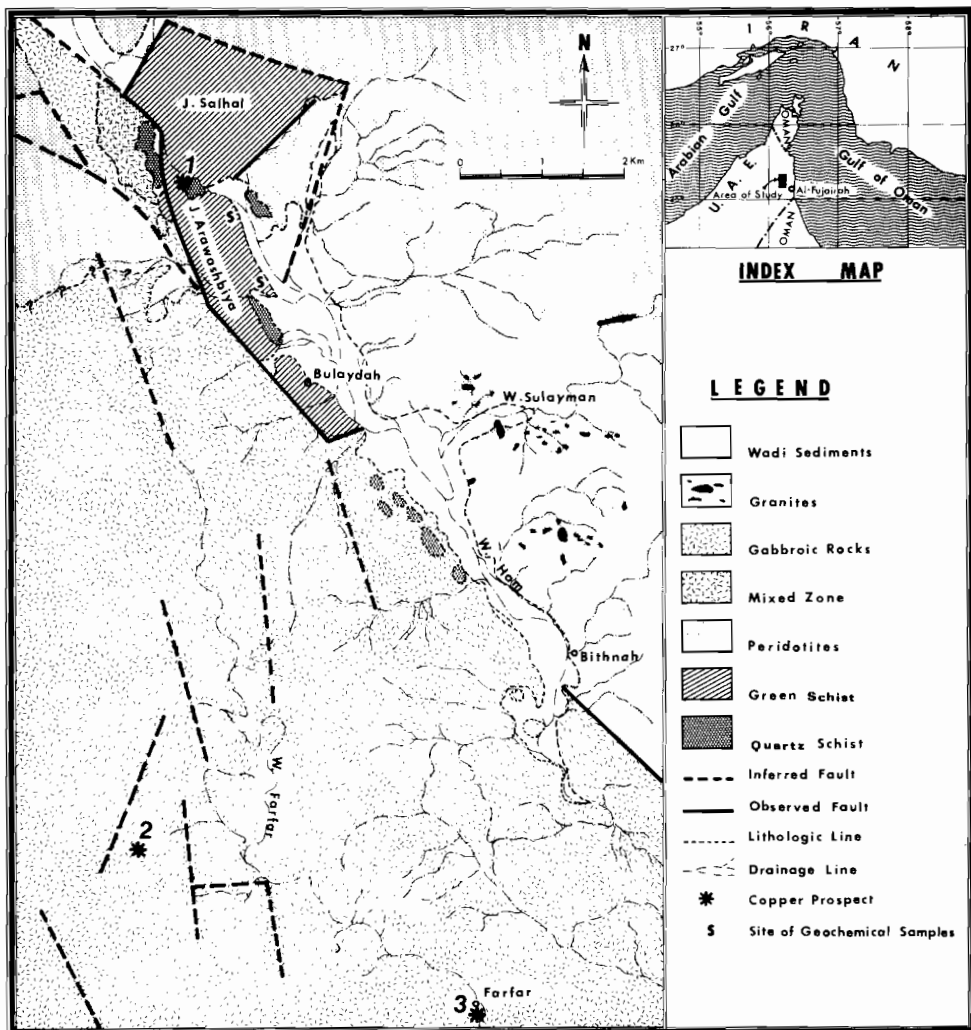 J. Salhal
N
0 1 2 Km
1
S
J. Arawashbiya
S
?
?
?
Bulaydah
W. Sulayman
W. Ham
Bithnah
W. Farfar
2
3 S Farfar
I R A N
27°
Arabian Gulf
OMAN
Gulf of Oman
U. A. E.
Al-Fujairah
Area of Study
OMAN
INDEX MAP
LEGEND
Wadi Sediments
Granites
Gabbroic Rocks
Mixed Zone
Peridotites
Green Schist
Quartz Schist
Inferred Fault
Observed Fault
Lithologic Line
Drainage Line
Copper Prospect
S Site of Geochemical Samples